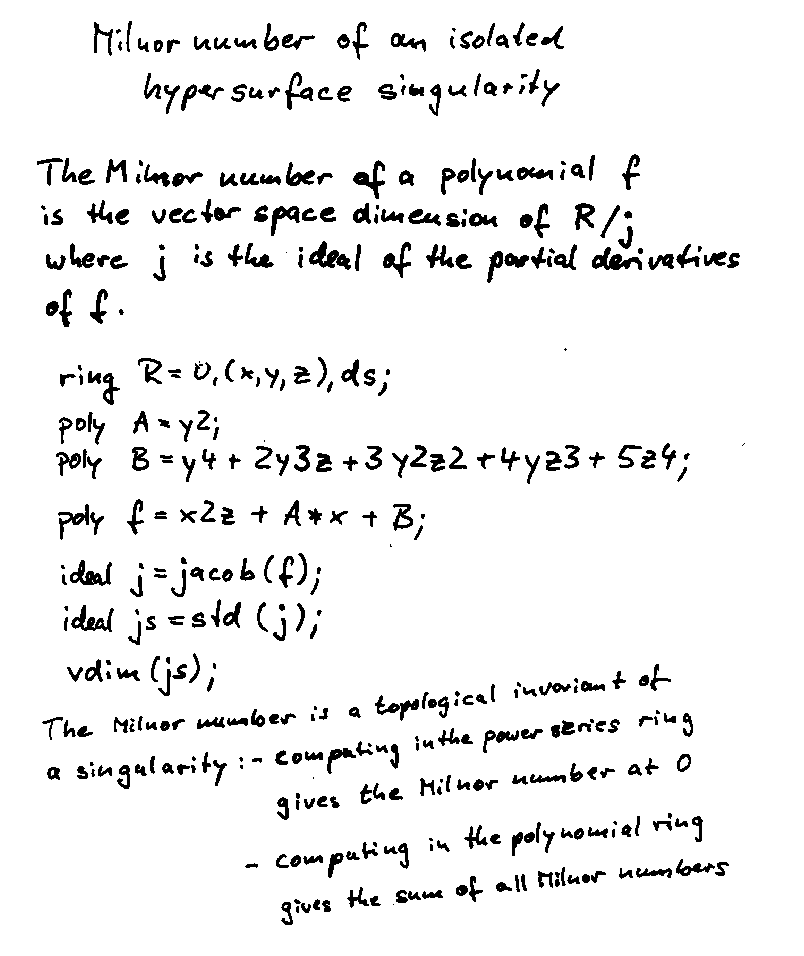 Milnor number of an isolated
hypersurface singularity
The Milnor number of a polynomial f
is the vector space dimension of R/j
where j is the ideal of the partial derivatives
of f.
ring R = 0,(x,y,z),ds;
poly A = y2;
poly B = y4 + 2y3z + 3y2z2 + 4yz3 + 5z4;
poly f = x2z + A*x + B;
ideal j = jacob(f);
ideal js = std(j);
vdim(js);
The Milnor number is a topological invariant of
a singularity : - computing in the power series ring
gives the Milnor number at 0
- computing in the polynomial ring
gives the sum of all Milnor numbers